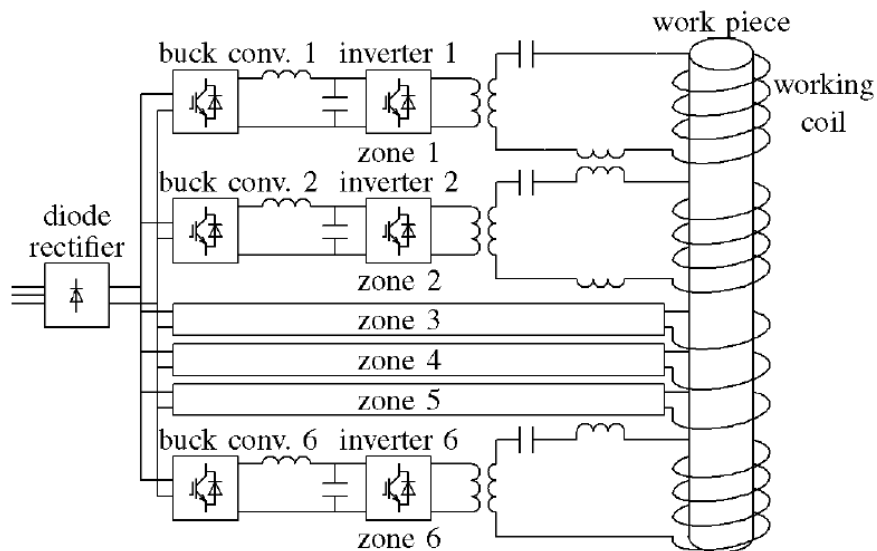 work piece
buck conv. 1 inverter 1
working
coil
zone 1
buck conv. 2 inverter 2
diode
rectifier
zone 2
zone 3
zone 4
zone 5
buck conv. 6 inverter 6
zone 6